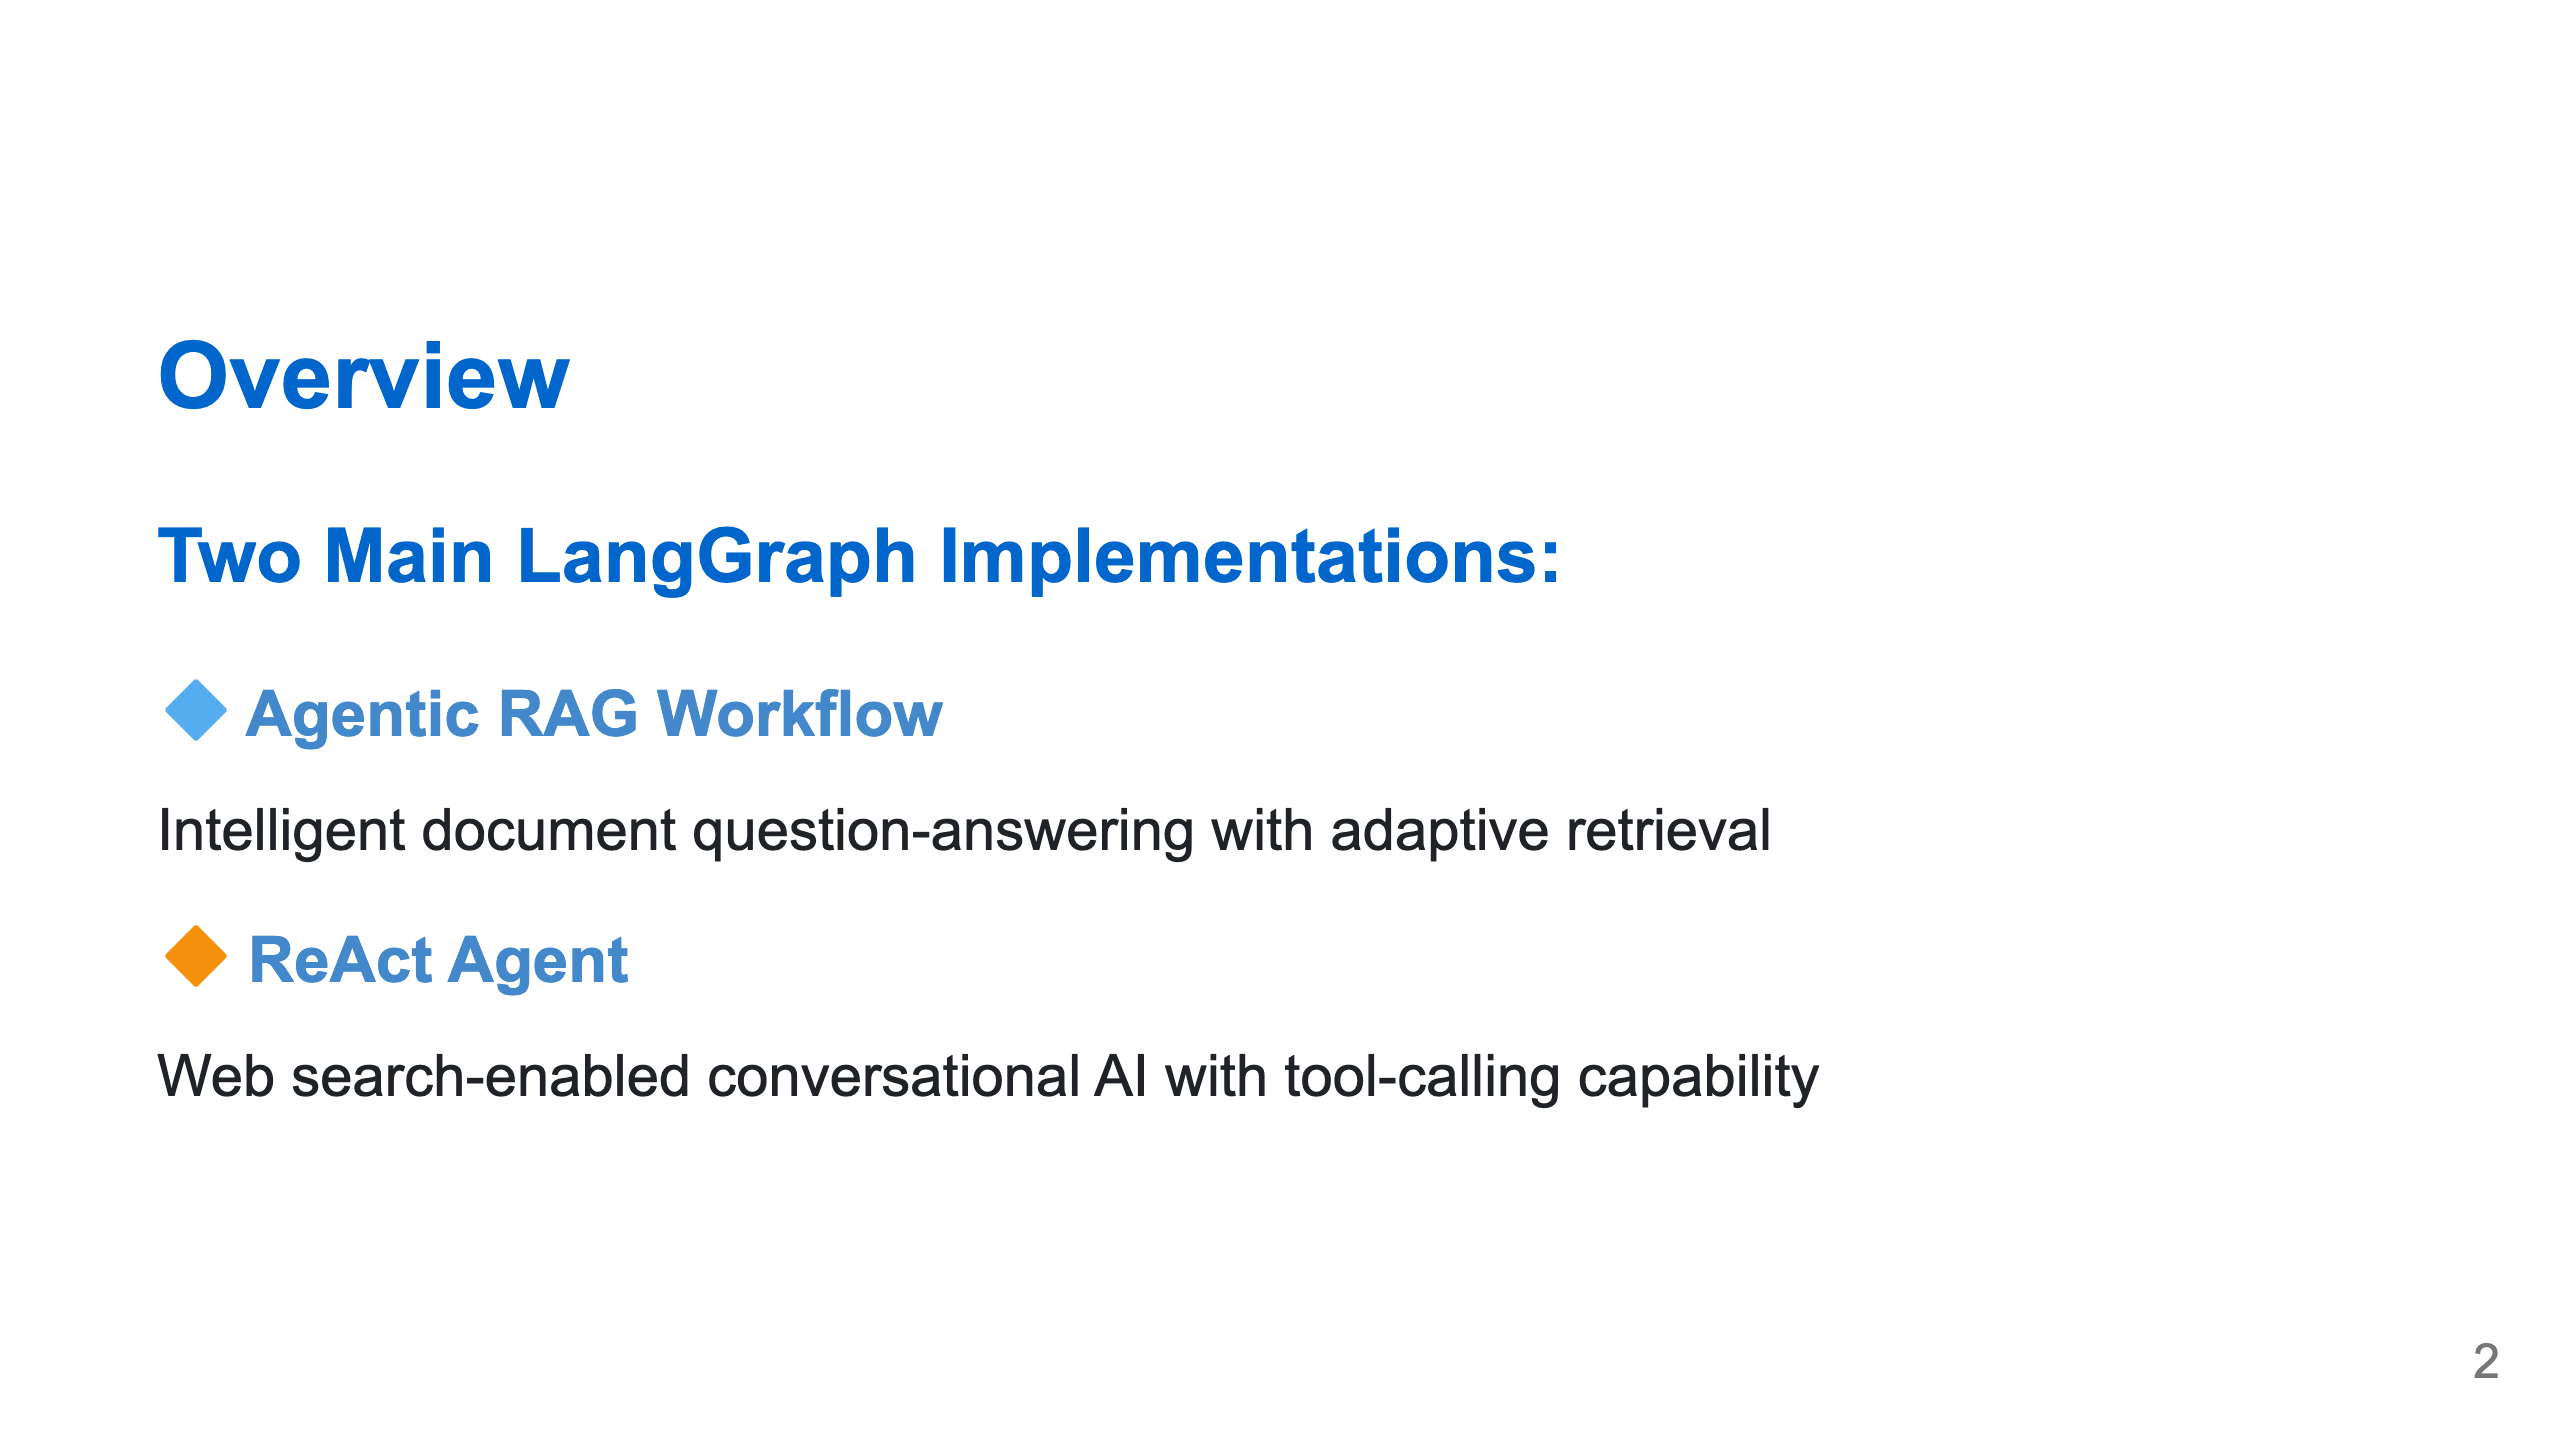 Overview
Two Main LangGraph Implementations:
Agentic RAG Workflow
Intelligent document question-answering with adaptive retrieval
ReAct Agent
Web search-enabled conversational AI with tool-calling capability
2